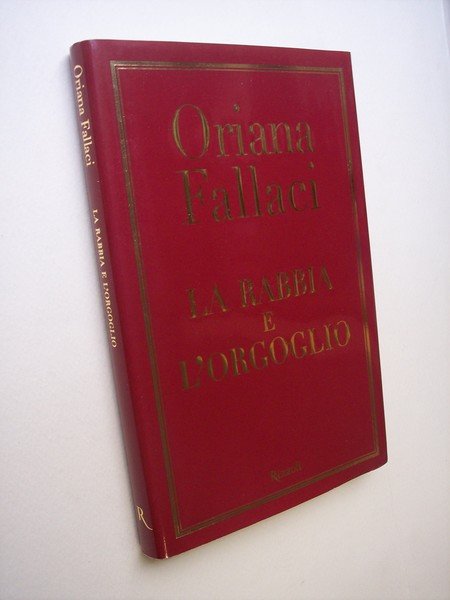 Oriana
Fallaci
LA RABBIA
E
L'ORGOGLIO
RIZZOLI
Oriana Fallaci
LA RABBIA E L'ORGOGLIO
R